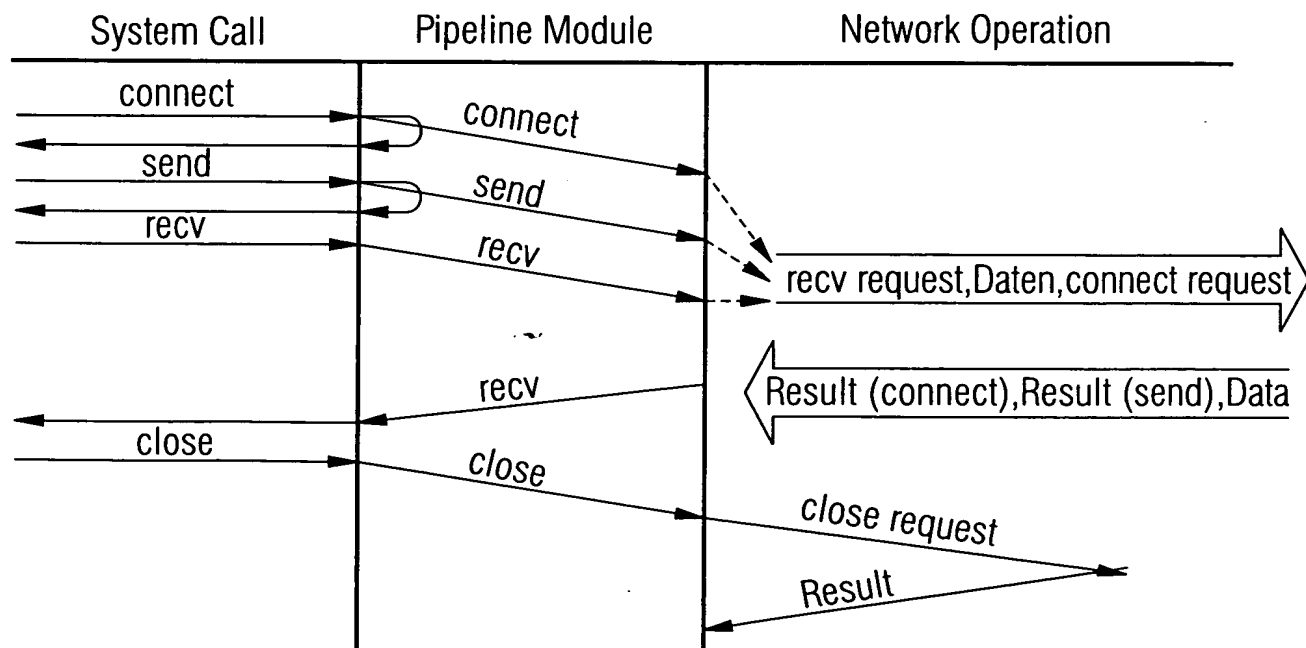 System Call
Pipeline Module
Network Operation
connect
connect
send
send
recv
recv
recv request,Daten,connect request
recv
Result (connect),Result (send),Data
close
close
close request
Result